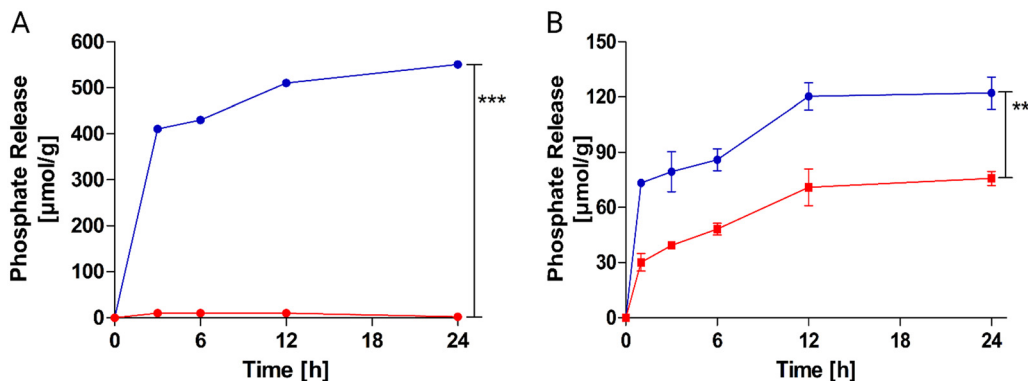 A
Phosphate Release
[µmol/g]
600
500
400
300
200
100
0
0 6 12 18 24
Time [h]
***
B
Phosphate Release
[µmol/g]
150
120
90
60
30
0
0 6 12 18 24
Time [h]
**